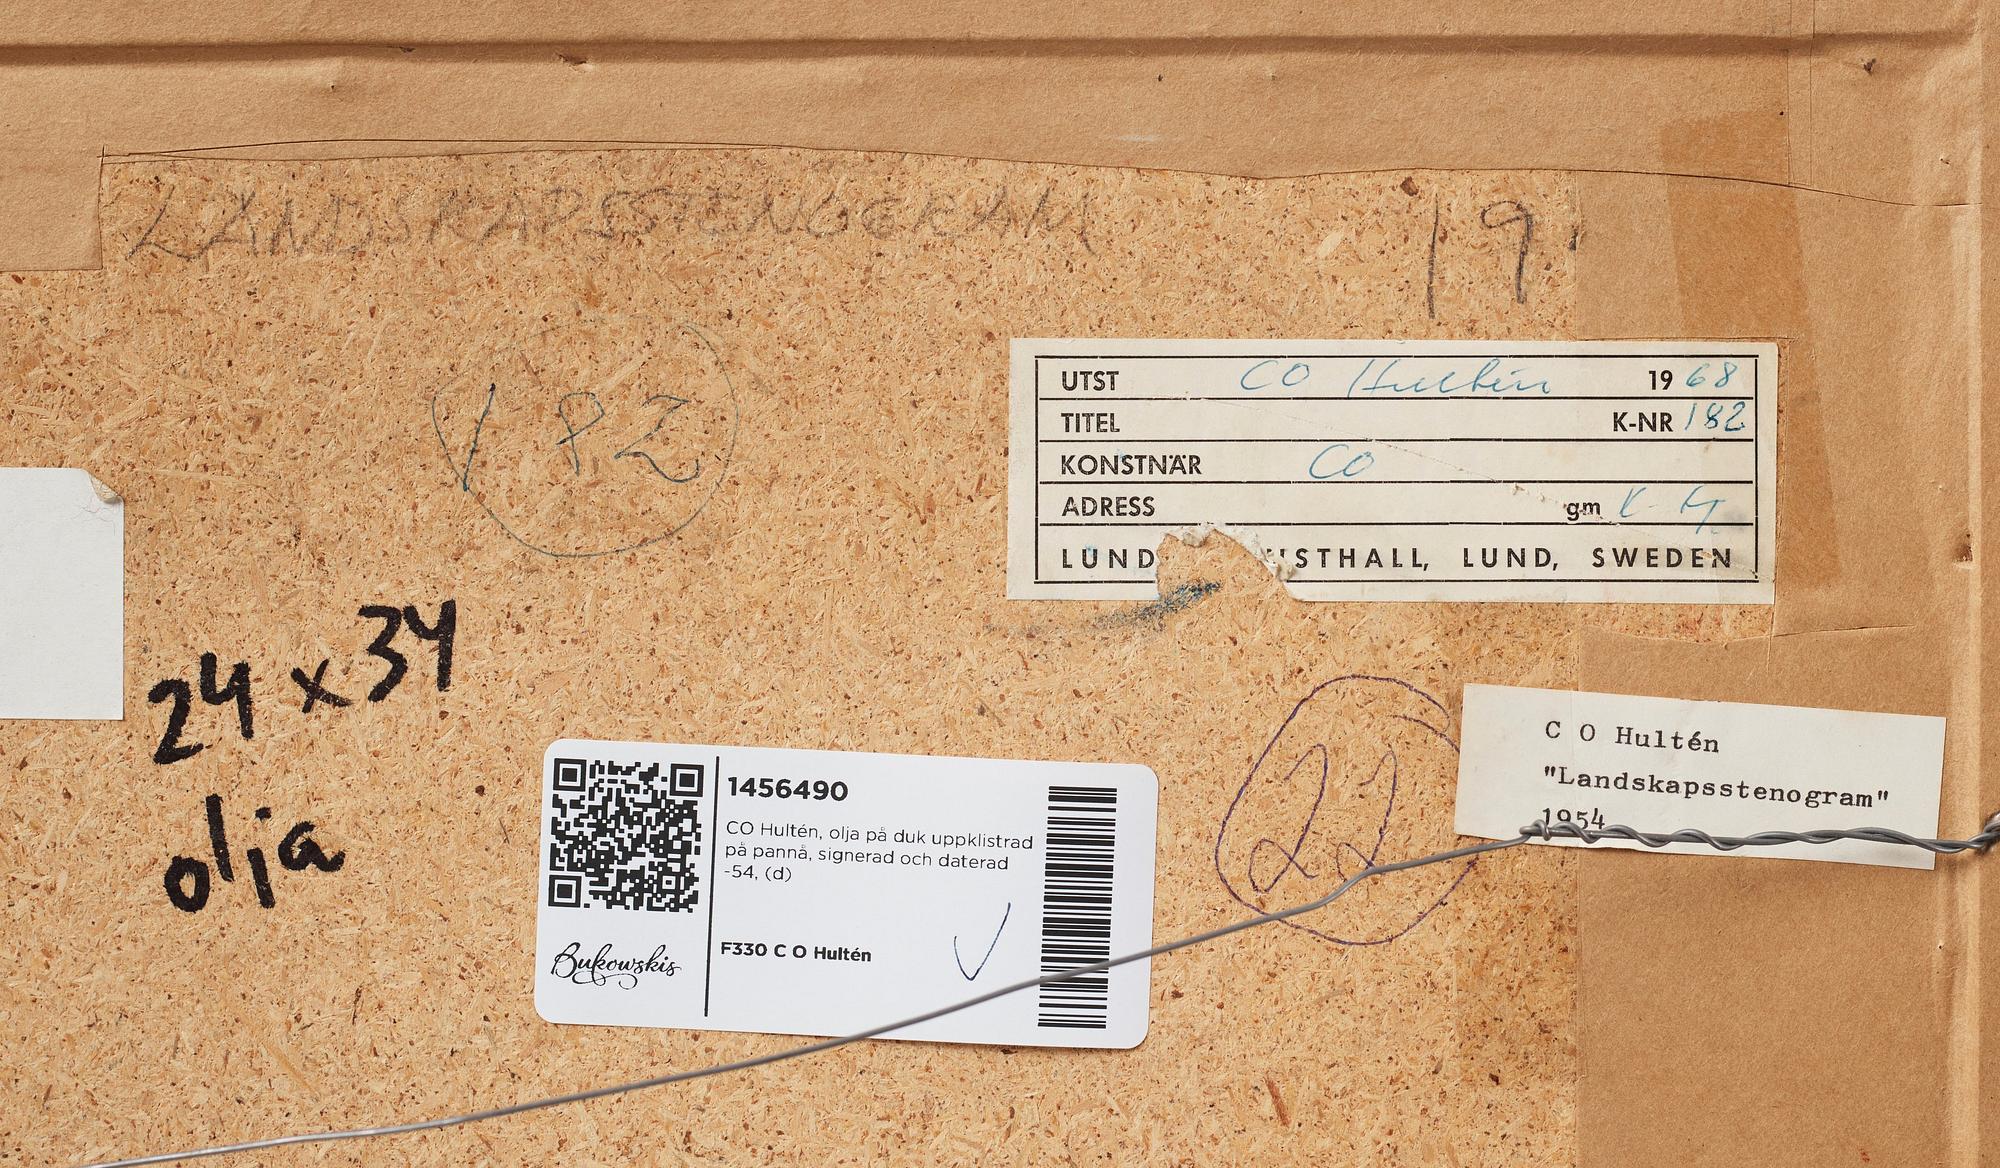 LANDSKAPSSTENOGRAM 19.
182
UTST CO Hultén 1968
TITEL K-NR 182
KONSTNÄR CO
ADRESS gm
LUND STHALL, LUND, SWEDEN
24 x 34
olja
C O Hultén
"Landskapsstenogram"
1954
22
1456490
CO Hultén, olja på duk uppklistrad
på pannå, signerad och daterad
-54, (d)
F330 C O Hultén
Bukowskis